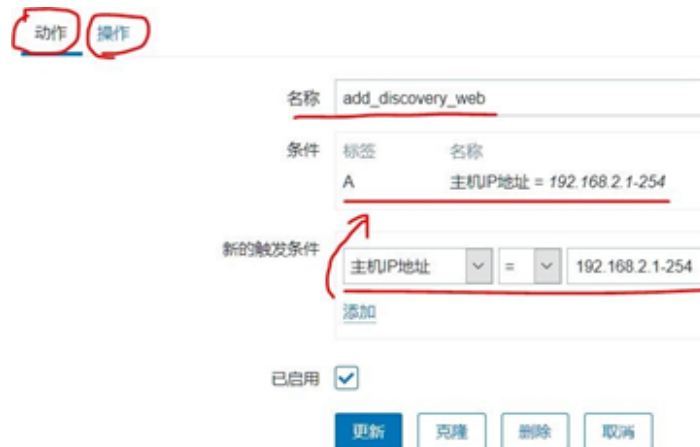 动作 操作
名称 add_discovery_web
条件 标签 名称
A 主机IP地址 = 192.168.2.1-254
新的触发条件 主机IP地址 = 192.168.2.1-254
添加
已启用
更新 克隆 删除 取消